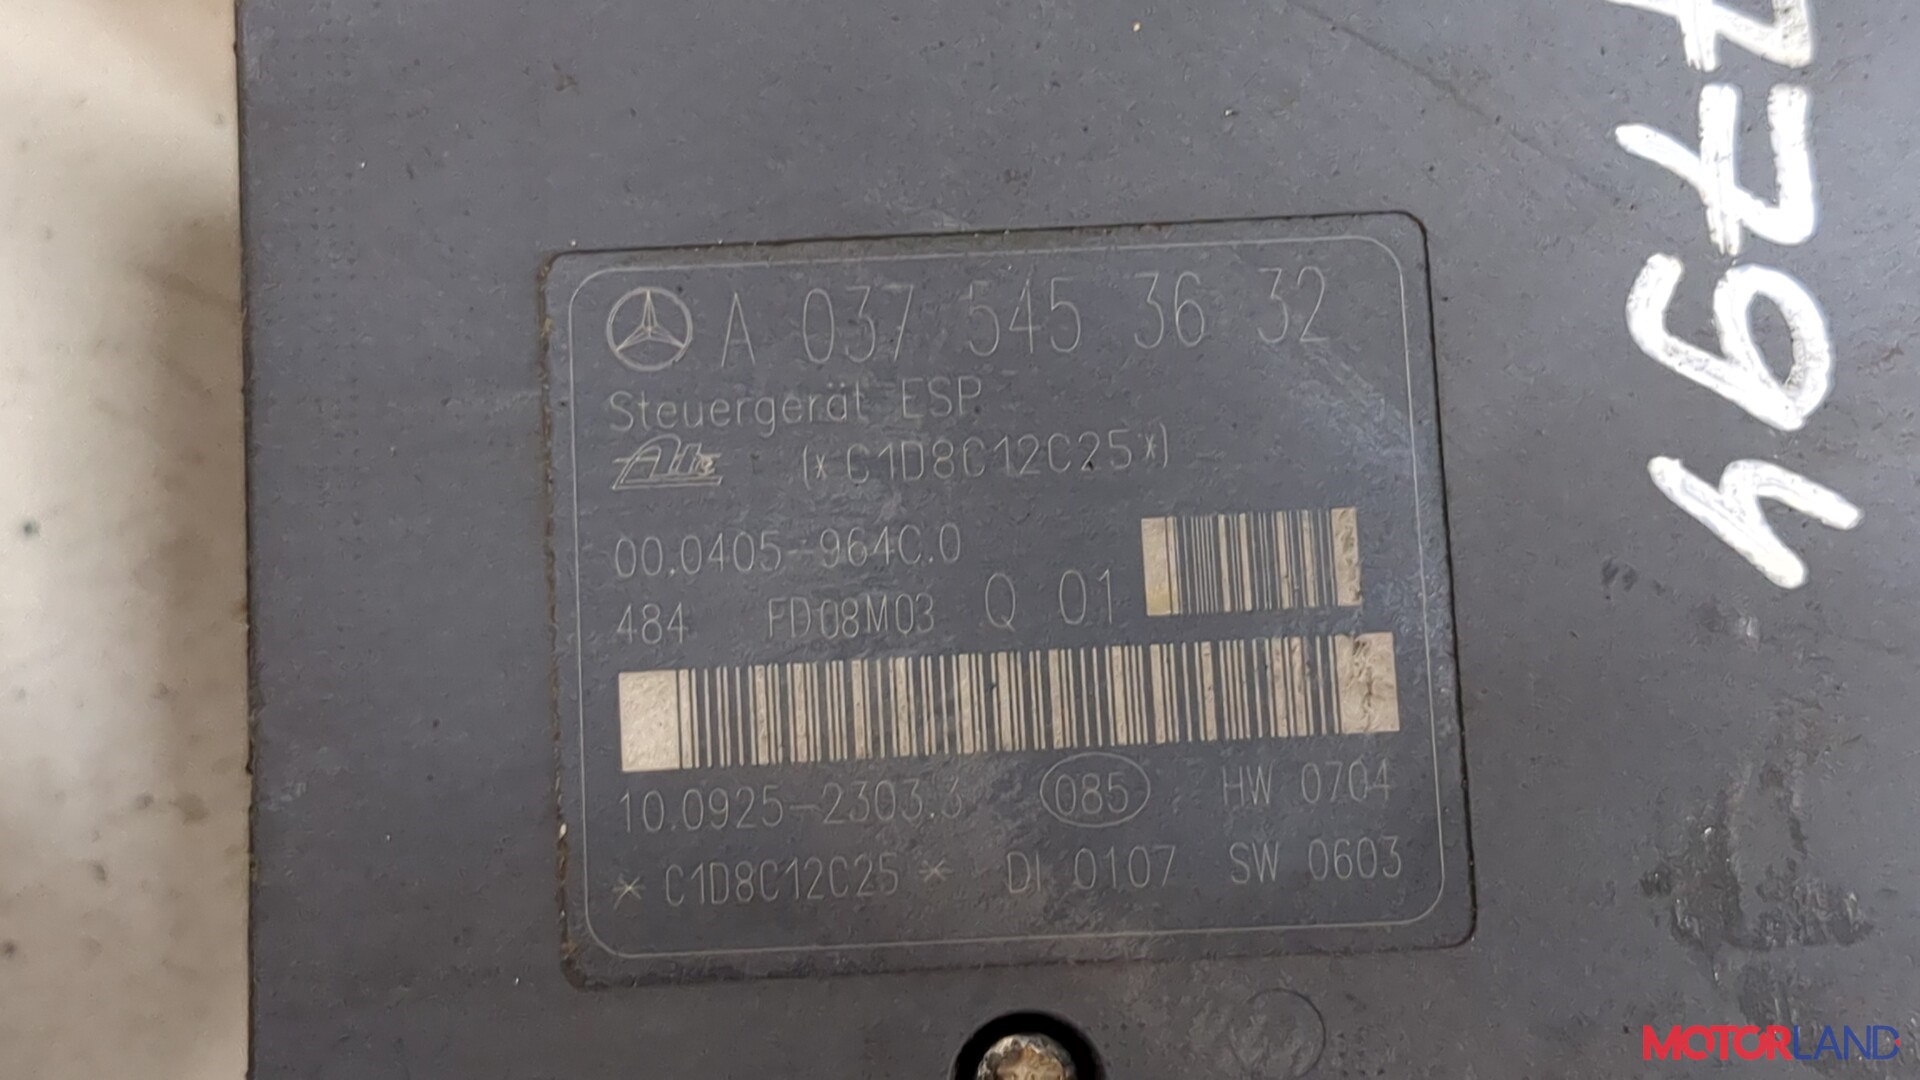 A 037 545 36 32
Steuergerät ESP
Ate (*C1D8C12C25*)
00.0405-964C.0
484 FD08M03 Q 01
10.0925-2303.3 085 HW 0704
*C1D8C12C25* DI 0107 SW 0603
MOTORLAND